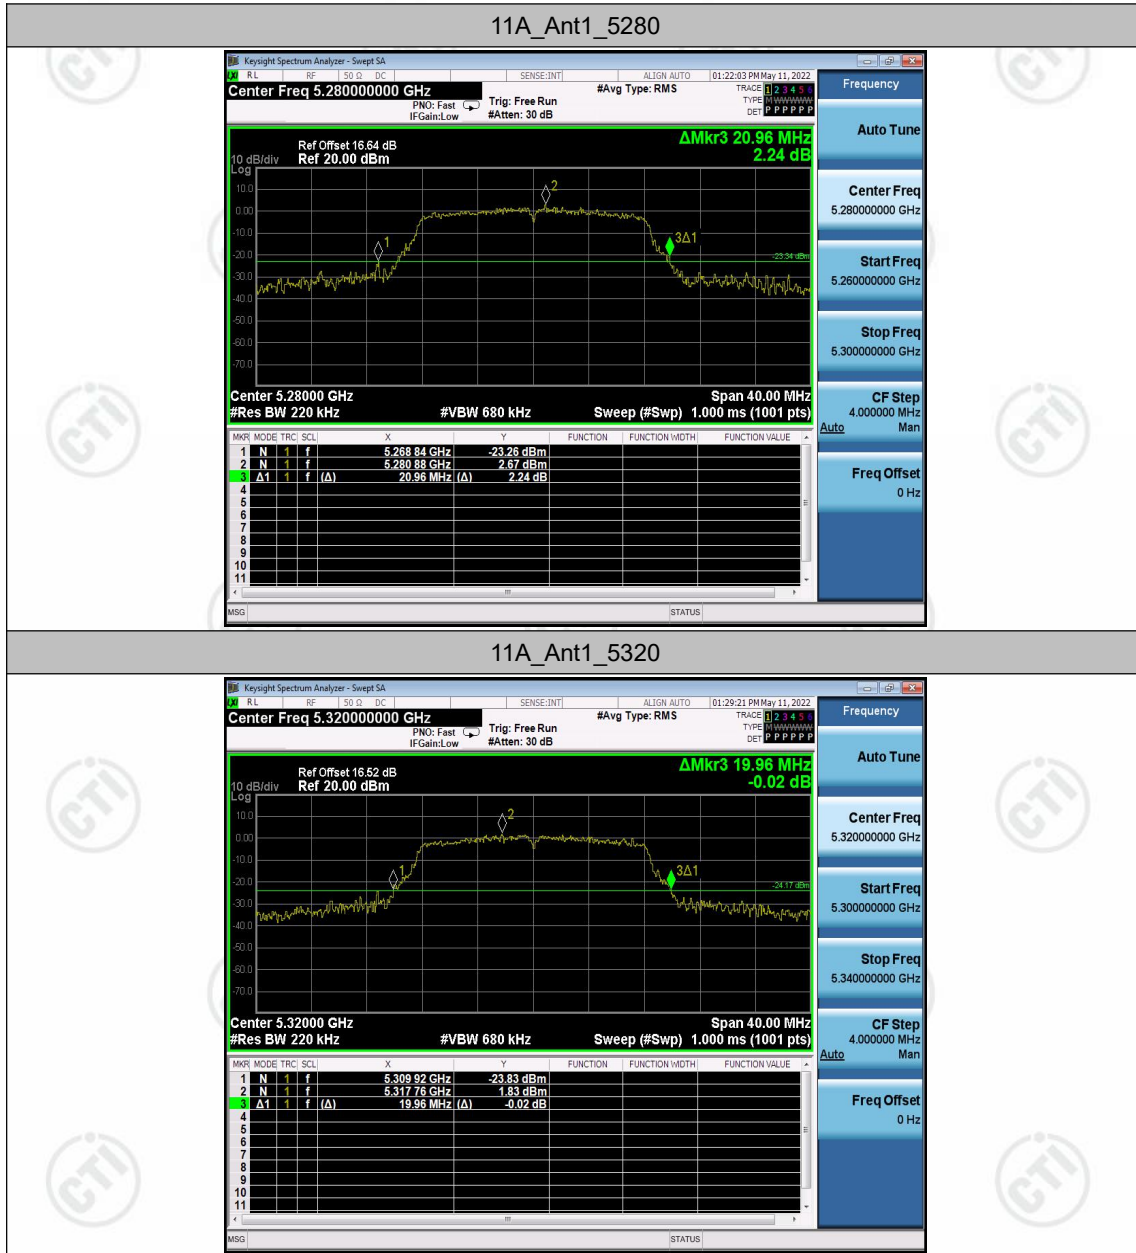 11A_Ant1_5280
Keysight Spectrum Analyzer - Swept SA
LXI RL RF 50 Ω DC SENSE:INT ALIGN AUTO 01:22:03 PM May 11, 2022
Center Freq 5.280000000 GHz #Avg Type: RMS TRACE 1 2 3 4 5 6
PNO: Fast Trig: Free Run TYPE M W W W W W
IFGain:Low #Atten: 30 dB DET P P P P P P
Frequency
Auto Tune
ΔMkr3 20.96 MHz
Ref Offset 16.64 dB
10 dB/div Ref 20.00 dBm 2.24 dB
Log
10.0
0.00
-10.0
-20.0
-30.0
-40.0
-50.0
-60.0
-70.0
1
2
3Δ1
-23.34 dBm
Center Freq
5.280000000 GHz
Start Freq
5.260000000 GHz
Stop Freq
5.300000000 GHz
Center 5.28000 GHz Span 40.00 MHz
#Res BW 220 kHz #VBW 680 kHz Sweep (#Swp) 1.000 ms (1001 pts)
CF Step
4.000000 MHz
Auto Man
Freq Offset
0 Hz
MKR MODE TRC SCL X Y FUNCTION FUNCTION WIDTH FUNCTION VALUE
1 N 1 f 5.268 84 GHz -23.26 dBm
2 N 1 f 5.280 88 GHz 2.67 dBm
3 Δ1 1 f (Δ) 20.96 MHz (Δ) 2.24 dB
4
5
6
7
8
9
10
11
MSG STATUS
11A_Ant1_5320
Keysight Spectrum Analyzer - Swept SA
LXI RL RF 50 Ω DC SENSE:INT ALIGN AUTO 01:29:21 PM May 11, 2022
Center Freq 5.320000000 GHz #Avg Type: RMS TRACE 1 2 3 4 5 6
PNO: Fast Trig: Free Run TYPE M W W W W W
IFGain:Low #Atten: 30 dB DET P P P P P P
Frequency
Auto Tune
ΔMkr3 19.96 MHz
Ref Offset 16.52 dB
10 dB/div Ref 20.00 dBm -0.02 dB
Log
10.0
0.00
-10.0
-20.0
-30.0
-40.0
-50.0
-60.0
-70.0
1
2
3Δ1
-24.17 dBm
Center Freq
5.320000000 GHz
Start Freq
5.300000000 GHz
Stop Freq
5.340000000 GHz
Center 5.32000 GHz Span 40.00 MHz
#Res BW 220 kHz #VBW 680 kHz Sweep (#Swp) 1.000 ms (1001 pts)
CF Step
4.000000 MHz
Auto Man
Freq Offset
0 Hz
MKR MODE TRC SCL X Y FUNCTION FUNCTION WIDTH FUNCTION VALUE
1 N 1 f 5.309 92 GHz -23.83 dBm
2 N 1 f 5.317 76 GHz 1.83 dBm
3 Δ1 1 f (Δ) 19.96 MHz (Δ) -0.02 dB
4
5
6
7
8
9
10
11
MSG STATUS
CTI
CTI
CTI
CTI
CTI
CTI
CTI
CTI